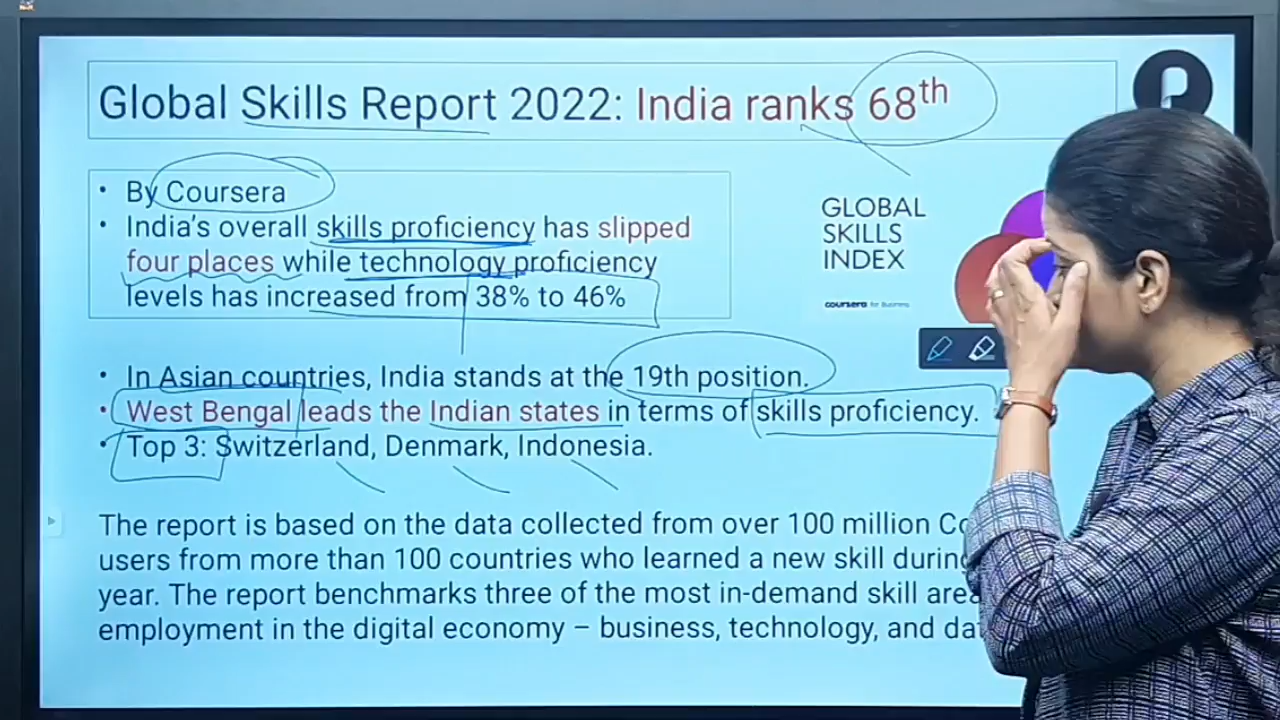 Global Skills Report 2022: India ranks 68th
• By Coursera
• India's overall skills proficiency has slipped
four places while technology proficiency
levels has increased from 38% to 46%
GLOBAL
SKILLS
INDEX
coursera for Business
• In Asian countries, India stands at the 19th position.
• West Bengal leads the Indian states in terms of skills proficiency.
• Top 3: Switzerland, Denmark, Indonesia.
The report is based on the data collected from over 100 million
users from more than 100 countries who learned a new skill during
year. The report benchmarks three of the most in-demand skill
employment in the digital economy – business, technology, and